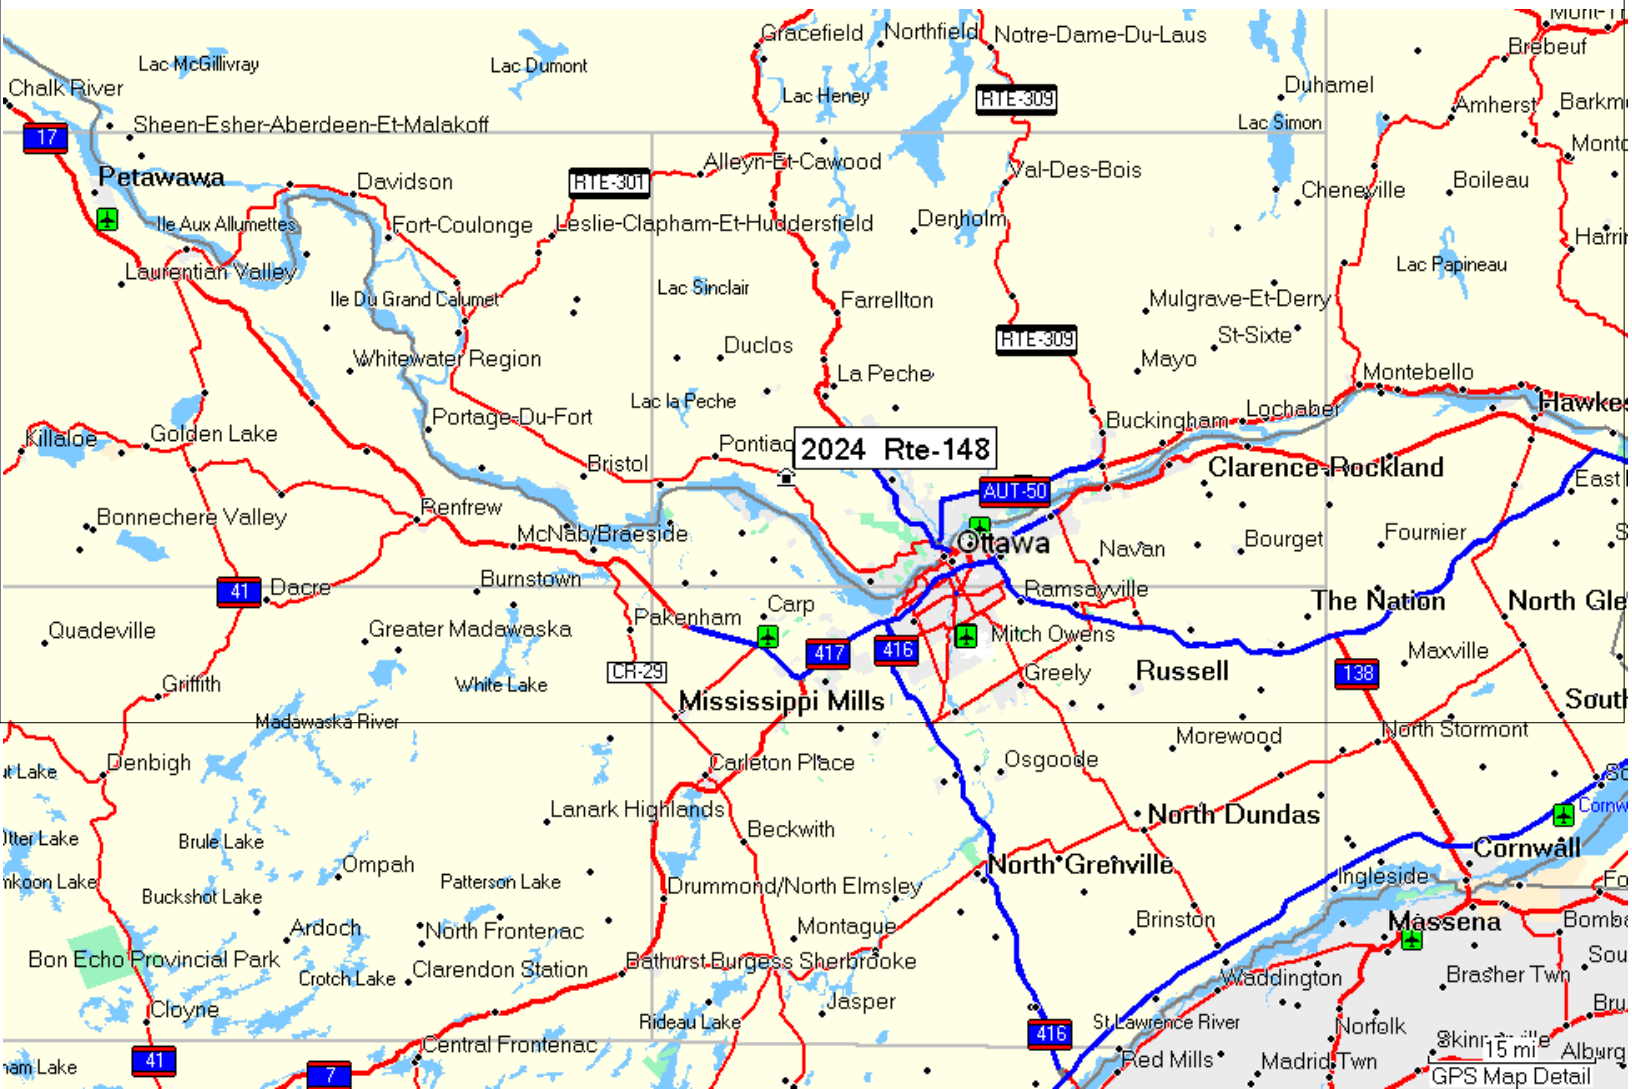 Gracefield
Northfield
Notre-Dame-Du-Laus
Brebeuf
Lac McGillivray
Lac Dumont
Chalk River
Lac Heney
RTE-309
Duhamel
Amherst
Sheen-Esher-Aberdeen-Et-Malakoff
Lac Simon
17
Alleyn-Et-Cawood
Val-Des-Bois
Petawawa
Davidson
RTE-301
Cheneville
Boileau
Ile Aux Allumettes
Fort-Coulonge
Leslie-Clapham-Et-Huddersfield
Denholm
Laurentian Valley
Lac Papineau
Ile Du Grand Calumet
Lac Sinclair
Farrellton
Mulgrave-Et-Derry
St-Sixte
RTE-309
Duclos
Whitewater Region
Mayo
La Peche
Montebello
Lac la Peche
Portage-Du-Fort
Buckingham
Lochaber
Killaloe
Golden Lake
2024 Rte-148
Bristol
Clarence-Rockland
AUT-50
Renfrew
Bonnechere Valley
McNab/Braeside
Ottawa
Navan
Bourget
Fournier
41
Dacre
Burnstown
Ramsayville
The Nation
Carp
Pakenham
Quadeville
Greater Madawaska
417
416
Mitch Owens
Maxville
CR-29
Greely
Russell
138
Griffith
White Lake
Mississippi Mills
Madawaska River
North Stormont
Morewood
Denbigh
Carleton Place
Osgoode
Lanark Highlands
North Dundas
Beckwith
Brule Lake
Cornwall
Ompah
North Grenville
Ingleside
Buckshot Lake
Patterson Lake
Drummond/North Elmsley
Massena
Ardoch
North Frontenac
Montague
Brinston
Bon Echo Provincial Park
Crotch Lake
Clarendon Station
Bathurst Burgess Sherbrooke
Waddington
Brasher Twn
Cloyne
Jasper
Rideau Lake
416
St Lawrence River
Norfolk
41
7
Central Frontenac
Red Mills
Madrid Twn
15 mi
GPS Map Detail